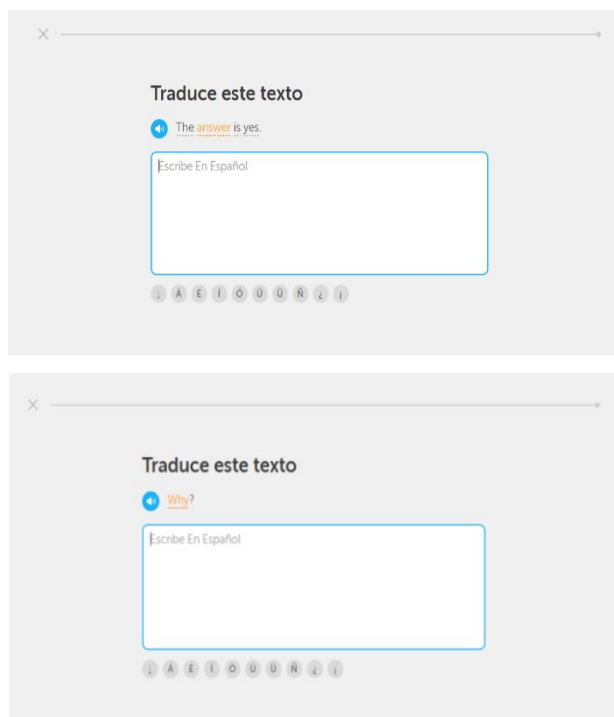 Traduce este texto
The answer is yes.
Escribe En Español
↓ Á É Í Ó Ú Ü Ñ ¿ ¡
Traduce este texto
Why?
Escribe En Español
↓ Á É Í Ó Ú Ü Ñ ¿ ¡